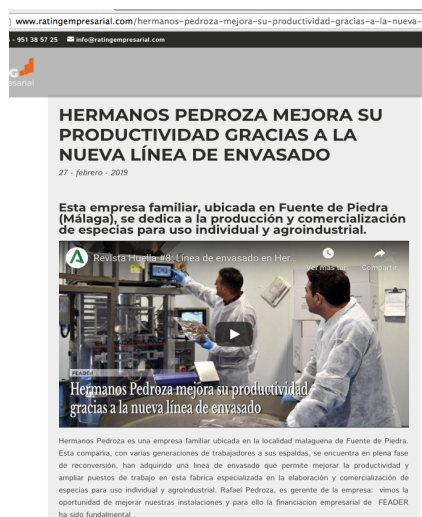 www.ratingempresarial.com/hermanos-pedroza-mejora-su-productividad-gracias-a-la-nueva-
- 951 38 57 25 info@ratingempresarial.com
HERMANOS PEDROZA MEJORA SU
PRODUCTIVIDAD GRACIAS A LA
NUEVA LÍNEA DE ENVASADO
27 - febrero - 2019
Esta empresa familiar, ubicada en Fuente de Piedra
(Málaga), se dedica a la producción y comercialización
de especias para uso individual y agroindustrial.
Revista Huella #8: Línea de envasado en Her...
Ver más tar... Compartir
FEADER
Hermanos Pedroza mejora su productividad
gracias a la nueva línea de envasado
Hermanos Pedroza es una empresa familiar ubicada en la localidad malaguena de Fuente de Piedra.
Esta compania, con varias generaciones de trabajadores a sus espaldas, se encuentra en plena fase
de reconversión, han adquirido una linea de envasado que permite mejorar la productividad y
ampliar puestos de trabajo en esta fabrica especializada en la elaboración y comercialización de
especias para uso individual y agroindustrial. Rafael Pedroza, es gerente de la empresa: vimos la
oportunidad de mejorar nuestras instalaciones y para ello la financiacion empresarial de FEADER
ha sido fundalmental .